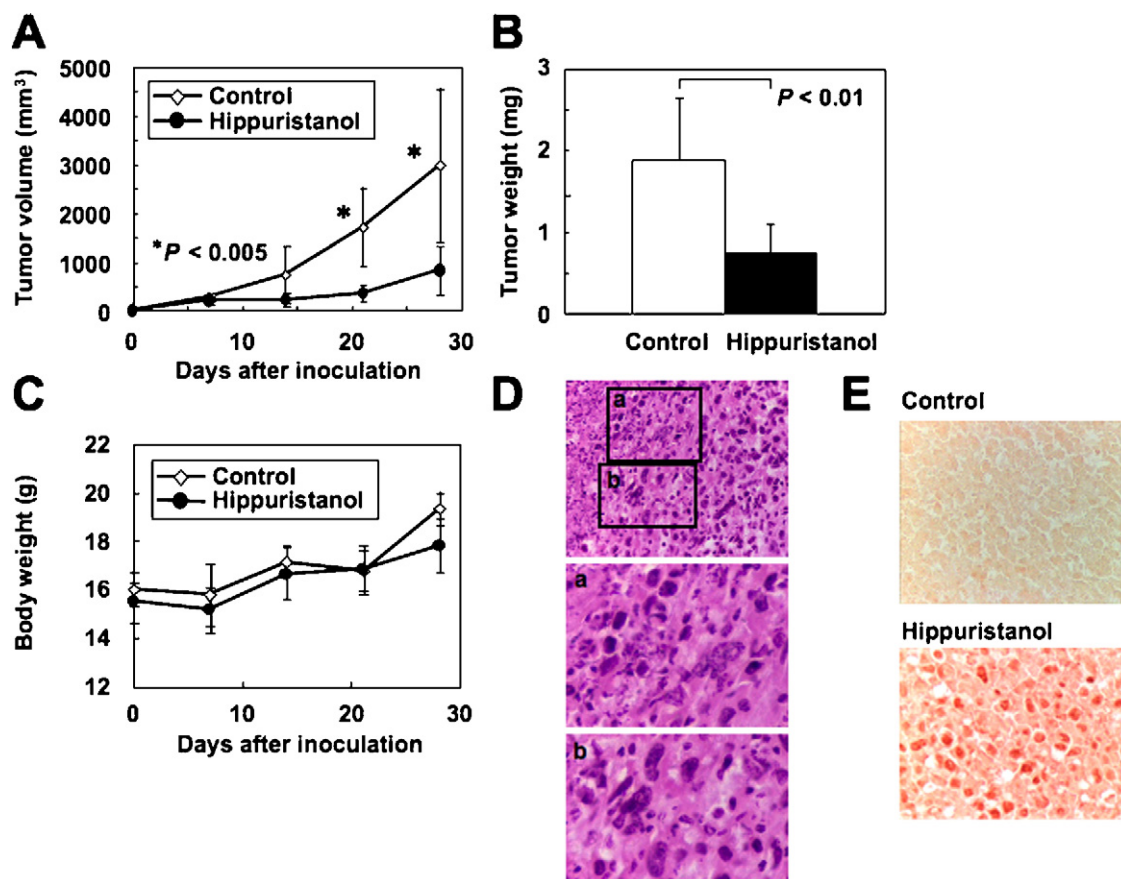 A
Tumor volume (mm³)
5000
4000
3000
2000
1000
0
Control
Hippuristanol
*
*
*P < 0.005
0 10 20 30
Days after inoculation
B
Tumor weight (mg)
3
2
1
0
P < 0.01
Control Hippuristanol
C
Body weight (g)
22
20
18
16
14
12
Control
Hippuristanol
0 10 20 30
Days after inoculation
D
a
b
a
b
E
Control
Hippuristanol